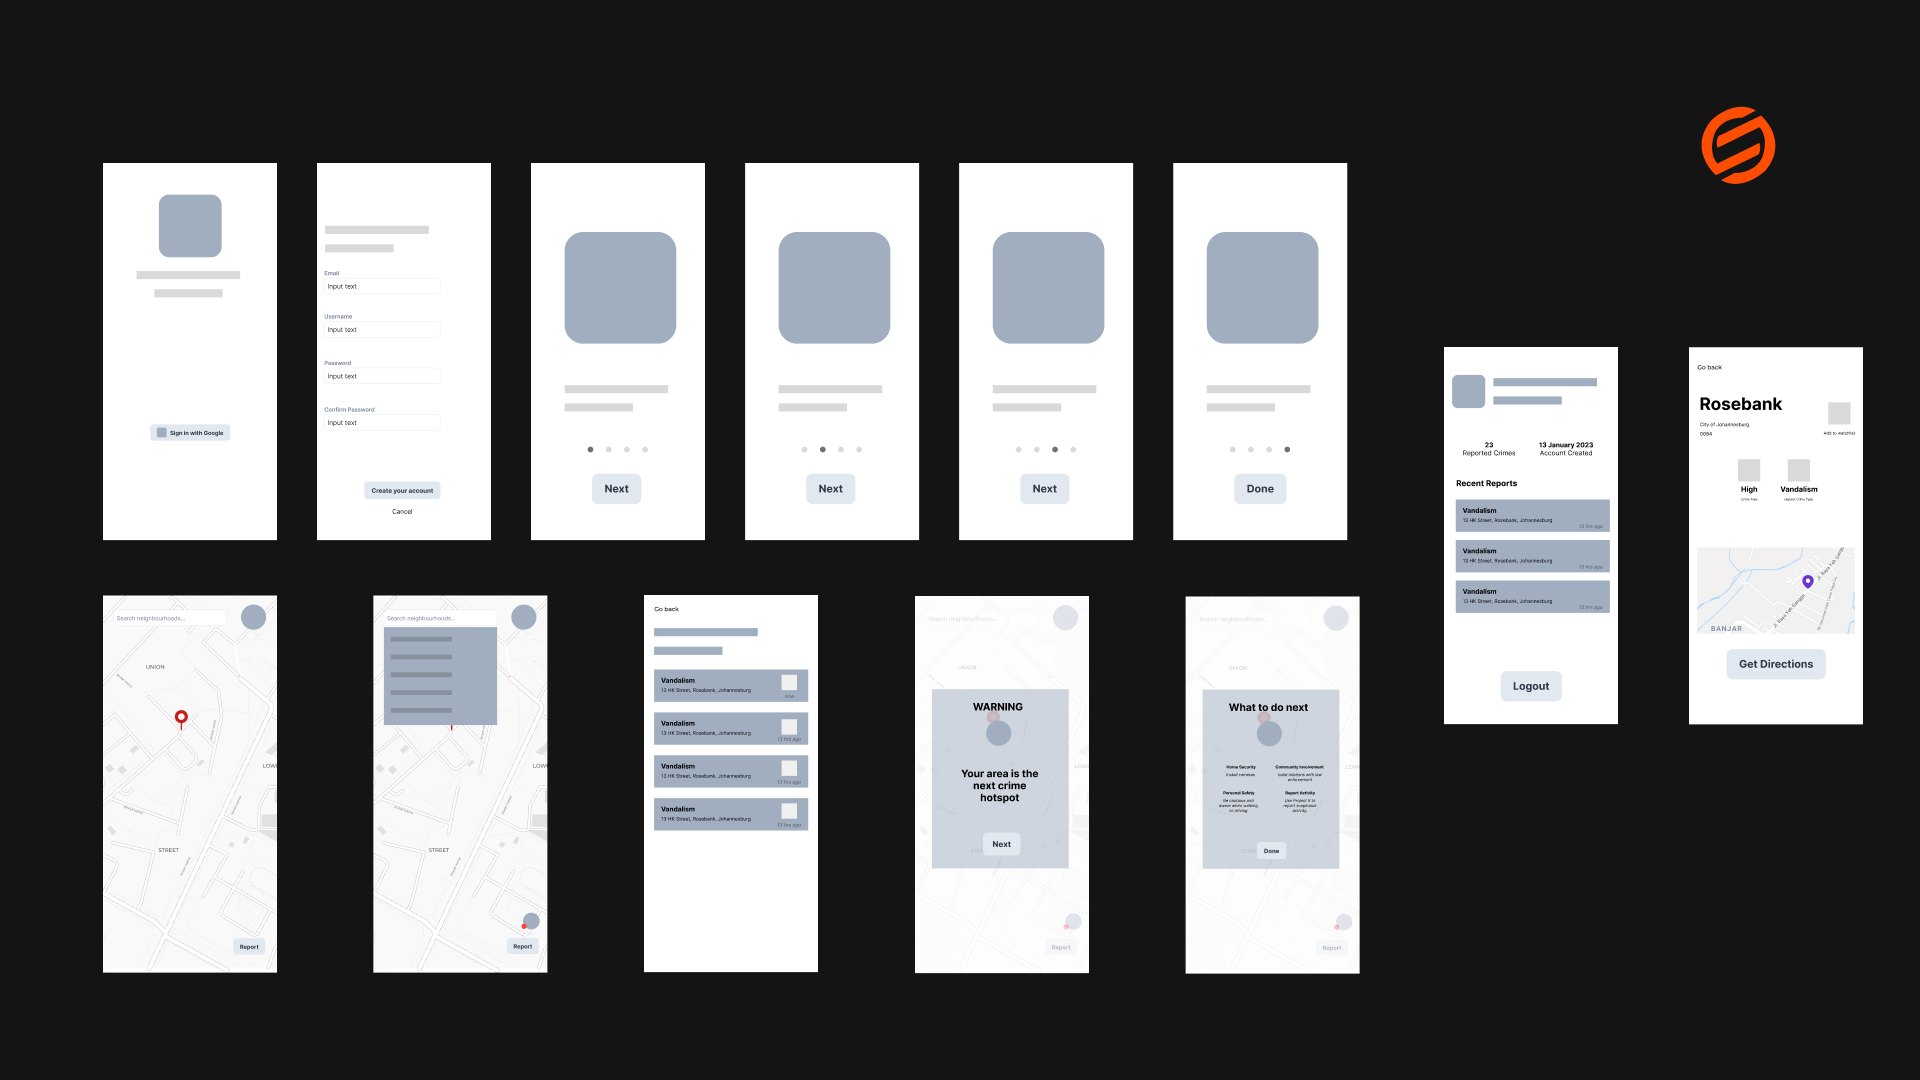 Sign in with Google
Email
Input text
Username
Input text
Password
Input text
Confirm Password
Input text
Create your account
Cancel
Next
Next
Next
Done
23
Reported Crimes
13 January 2023
Account Created
Recent Reports
Vandalism
13 HK Street, Rosebank, Johannesburg
13 hrs ago
Vandalism
13 HK Street, Rosebank, Johannesburg
13 hrs ago
Vandalism
13 HK Street, Rosebank, Johannesburg
13 hrs ago
Logout
Go back
Rosebank
City of Johannesburg
0084
Add to watchlist
High
Crime Area
Vandalism
Highest Crime Type
BANJAR
Get Directions
Search neighbourhoods...
UNION
LOW
STREET
Report
Search neighbourhoods...
LOW
STREET
Report
Go back
Vandalism
13 HK Street, Rosebank, Johannesburg
now
Vandalism
13 HK Street, Rosebank, Johannesburg
13 hrs ago
Vandalism
13 HK Street, Rosebank, Johannesburg
13 hrs ago
Vandalism
13 HK Street, Rosebank, Johannesburg
13 hrs ago
Search neighbourhoods...
UNION
WARNING
Your area is the
next crime
hotspot
Next
Report
Search neighbourhoods...
UNION
What to do next
Home Security
Install cameras
Community Involvement
build relations with law
enforcement
Personal Safety
Be cautious and
aware when walking
or driving
Report Activity
Use Project X to
report suspicious
activity.
Done
Report